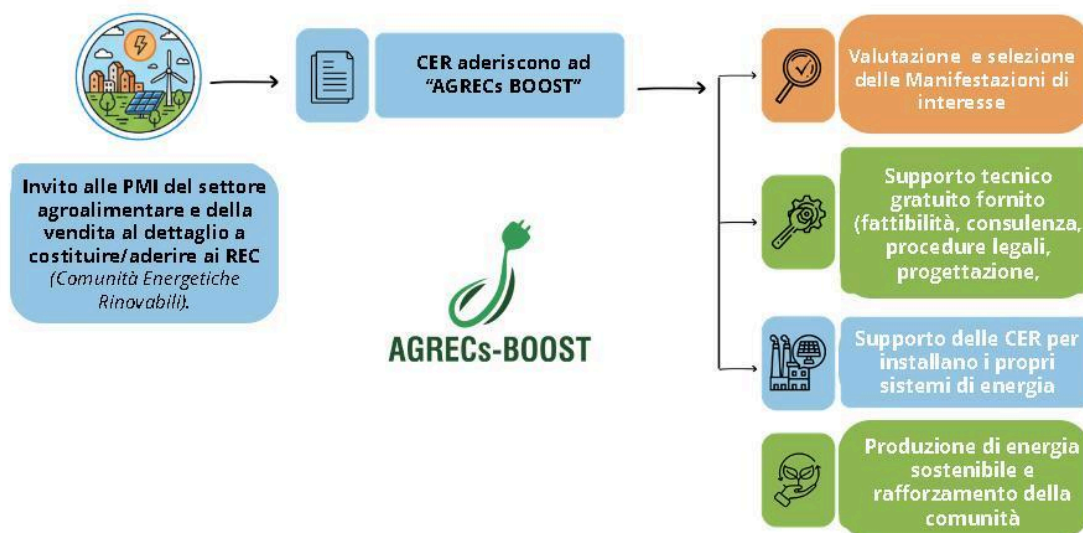 Invito alle PMI del settore
agroalimentare e della
vendita al dettaglio a
costituire/aderire ai REC
(Comunità Energetiche
Rinovabili).
CER aderiscono ad
“AGRECs BOOST”
AGRECs-BOOST
Valutazione e selezione
delle Manifestazioni di
interesse
Supporto tecnico
gratuito fornito
(fattibilità, consulenza,
procedure legali,
progettazione,
Supporto delle CER per
installano i propri
sistemi di energia
Produzione di energia
sostenibile e
rafforzamento della
comunità